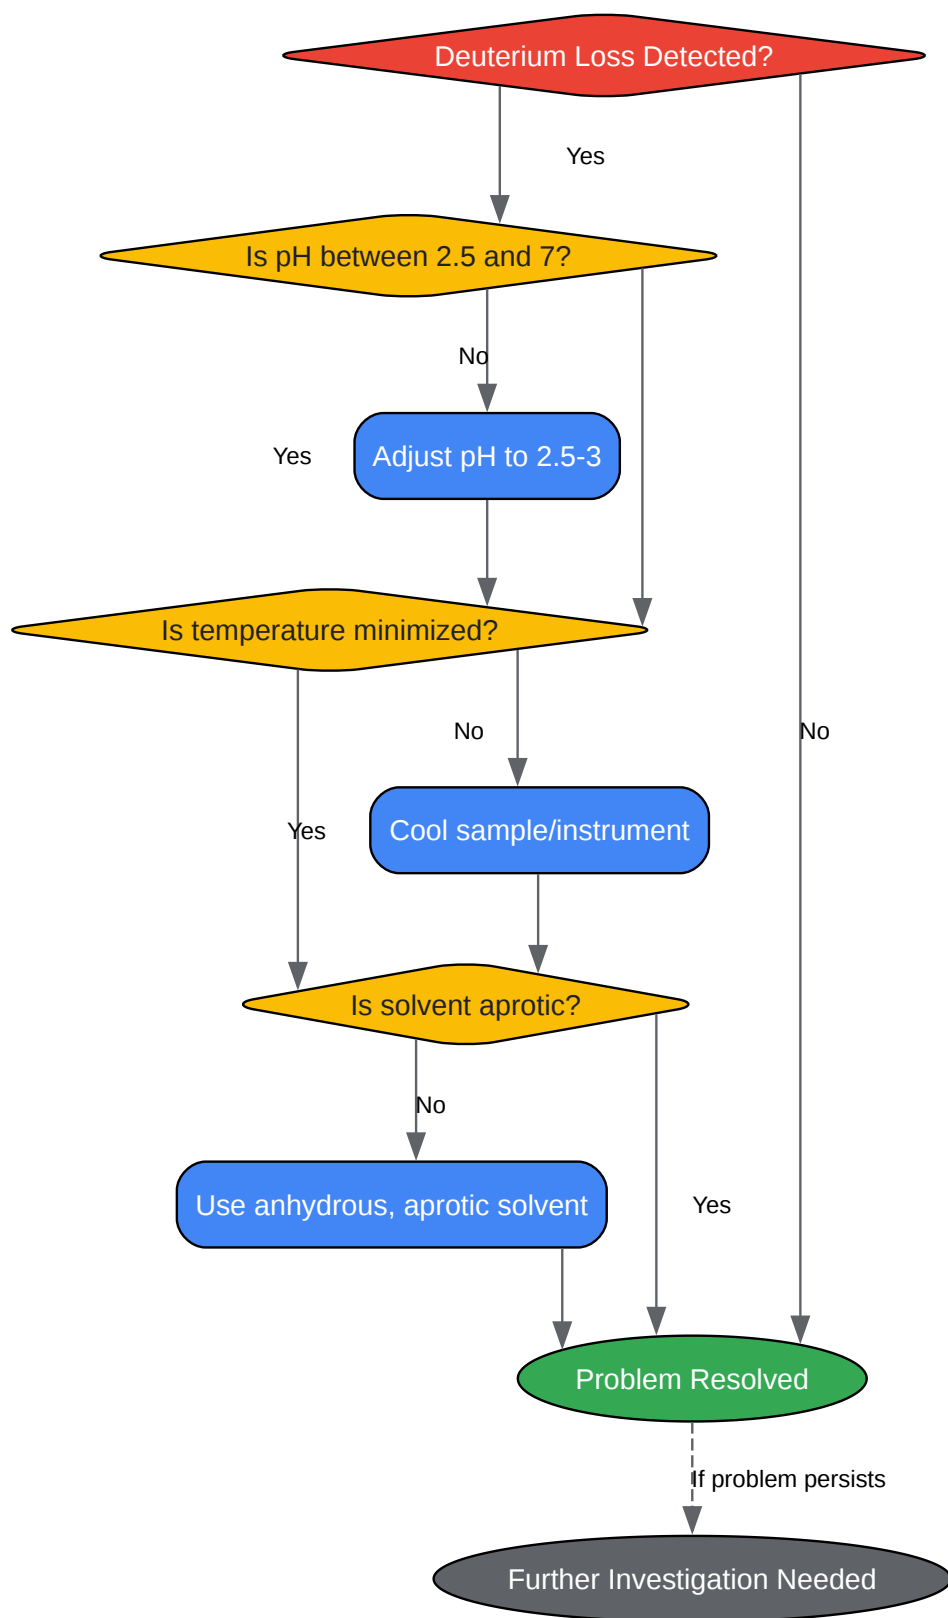 Deuterium Loss Detected?
Yes
Is pH between 2.5 and 7?
No
Yes
Adjust pH to 2.5-3
Is temperature minimized?
No
No
Yes
Cool sample/instrument
Is solvent aprotic?
No
Use anhydrous, aprotic solvent
Yes
Problem Resolved
If problem persists
Further Investigation Needed